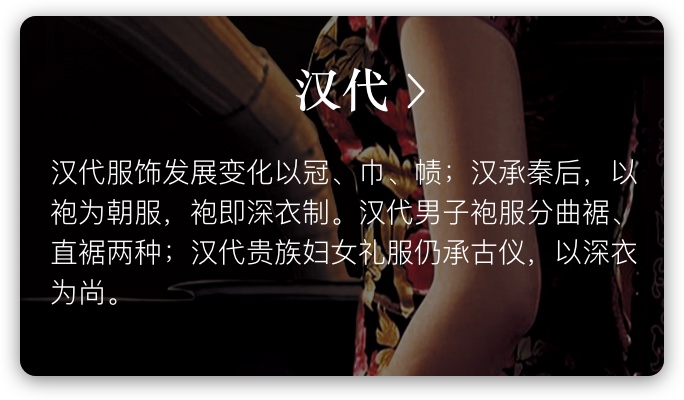 汉代 >
汉代服饰发展变化以冠、巾、帻；汉承秦后，以
袍为朝服，袍即深衣制。汉代男子袍服分曲裾、
直裾两种；汉代贵族妇女礼服仍承古仪，以深衣
为尚。